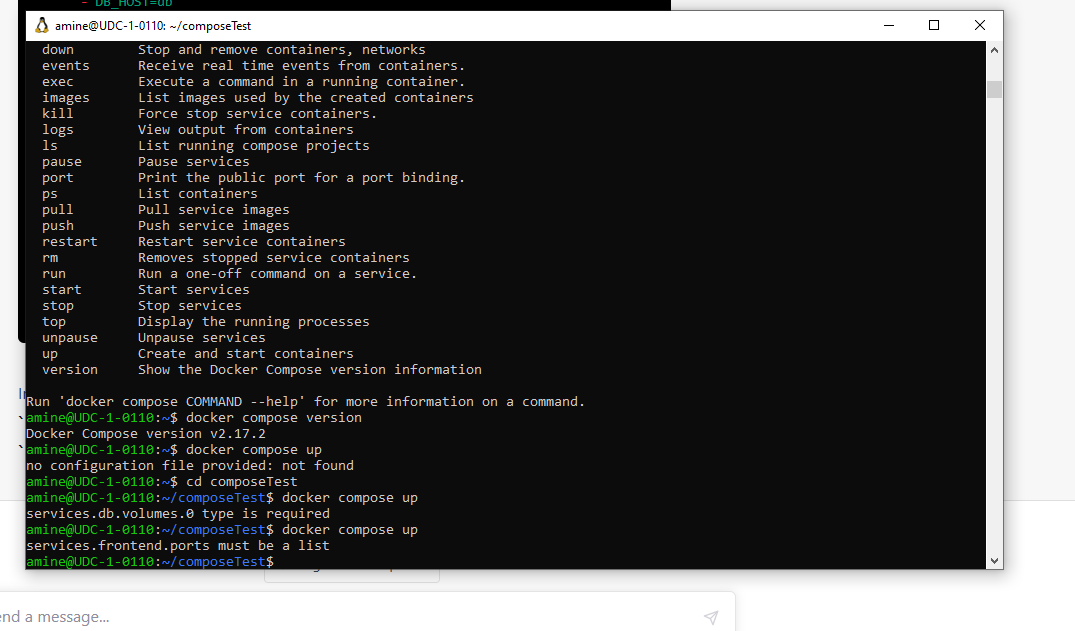 - DB_HOST=db
amine@UDC-1-0110: ~/composeTest
down        Stop and remove containers, networks
events      Receive real time events from containers.
exec        Execute a command in a running container.
images      List images used by the created containers
kill        Force stop service containers.
logs        View output from containers
ls          List running compose projects
pause       Pause services
port        Print the public port for a port binding.
ps          List containers
pull        Pull service images
push        Push service images
restart     Restart service containers
rm          Removes stopped service containers
run         Run a one-off command on a service.
start       Start services
stop        Stop services
top         Display the running processes
unpause     Unpause services
up          Create and start containers
version     Show the Docker Compose version information
Run 'docker compose COMMAND --help' for more information on a command.
amine@UDC-1-0110:~$ docker compose version
Docker Compose version v2.17.2
amine@UDC-1-0110:~$ docker compose up
no configuration file provided: not found
amine@UDC-1-0110:~$ cd composeTest
amine@UDC-1-0110:~/composeTest$ docker compose up
services.db.volumes.0 type is required
amine@UDC-1-0110:~/composeTest$ docker compose up
services.frontend.ports must be a list
amine@UDC-1-0110:~/composeTest$
end a message...